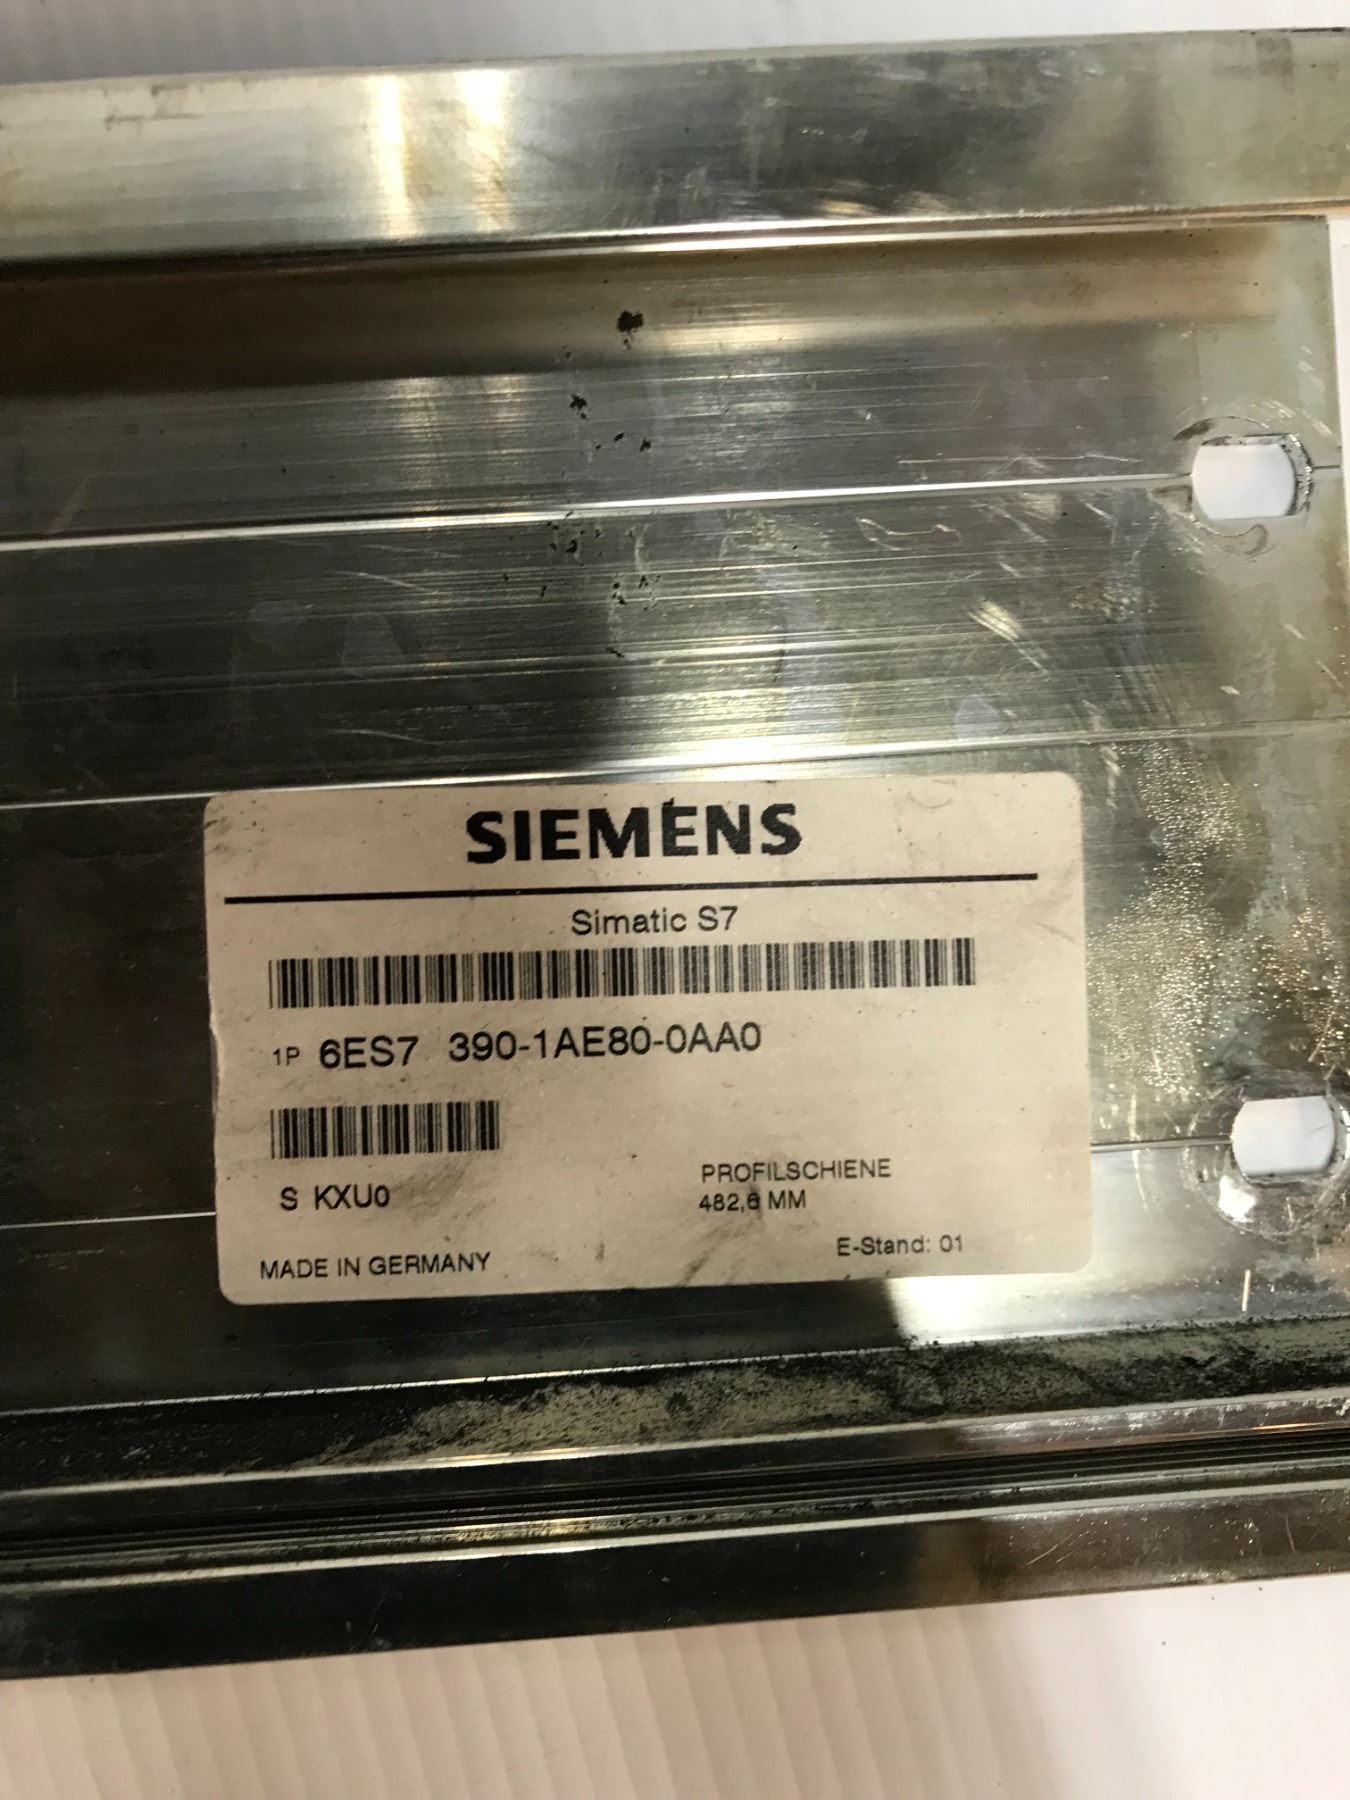 SIEMENS
Simatic S7
1P 6ES7 390-1AE80-0AA0
S KXU0
PROFILSCHIENE
482,6 MM
E-Stand: 01
MADE IN GERMANY